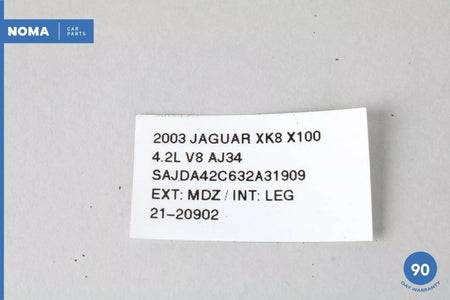 NOMA CAR PARTS
2003 JAGUAR XK8 X100
4.2L V8 AJ34
SAJDA42C632A31909
EXT: MDZ / INT: LEG
21-20902
90
DAY WARRANTY